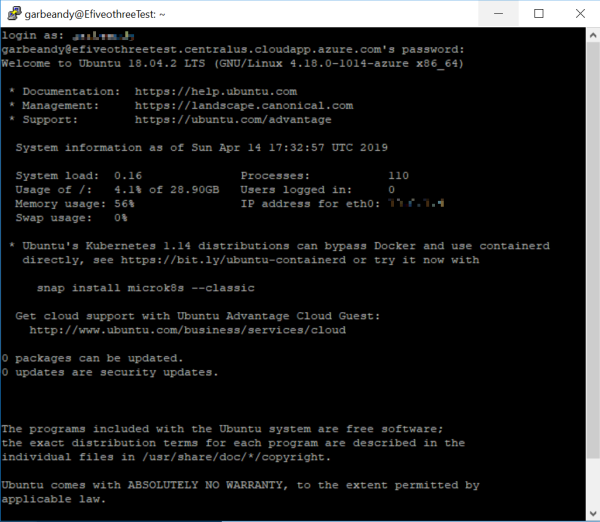 garbeandy@EfiveothreeTest: ~
login as:
garbeandy@efiveothreetest.centralus.cloudapp.azure.com's password:
Welcome to Ubuntu 18.04.2 LTS (GNU/Linux 4.18.0-1014-azure x86_64)
* Documentation: https://help.ubuntu.com
* Management: https://landscape.canonical.com
* Support: https://ubuntu.com/advantage
System information as of Sun Apr 14 17:32:57 UTC 2019
System load: 0.16 Processes: 110
Usage of /: 4.1% of 28.90GB Users logged in: 0
Memory usage: 56% IP address for eth0:
Swap usage: 0%
* Ubuntu's Kubernetes 1.14 distributions can bypass Docker and use containerd
directly, see https://bit.ly/ubuntu-containerd or try it now with
snap install microk8s --classic
Get cloud support with Ubuntu Advantage Cloud Guest:
http://www.ubuntu.com/business/services/cloud
0 packages can be updated.
0 updates are security updates.
The programs included with the Ubuntu system are free software;
the exact distribution terms for each program are described in the
individual files in /usr/share/doc/*/copyright.
Ubuntu comes with ABSOLUTELY NO WARRANTY, to the extent permitted by
applicable law.